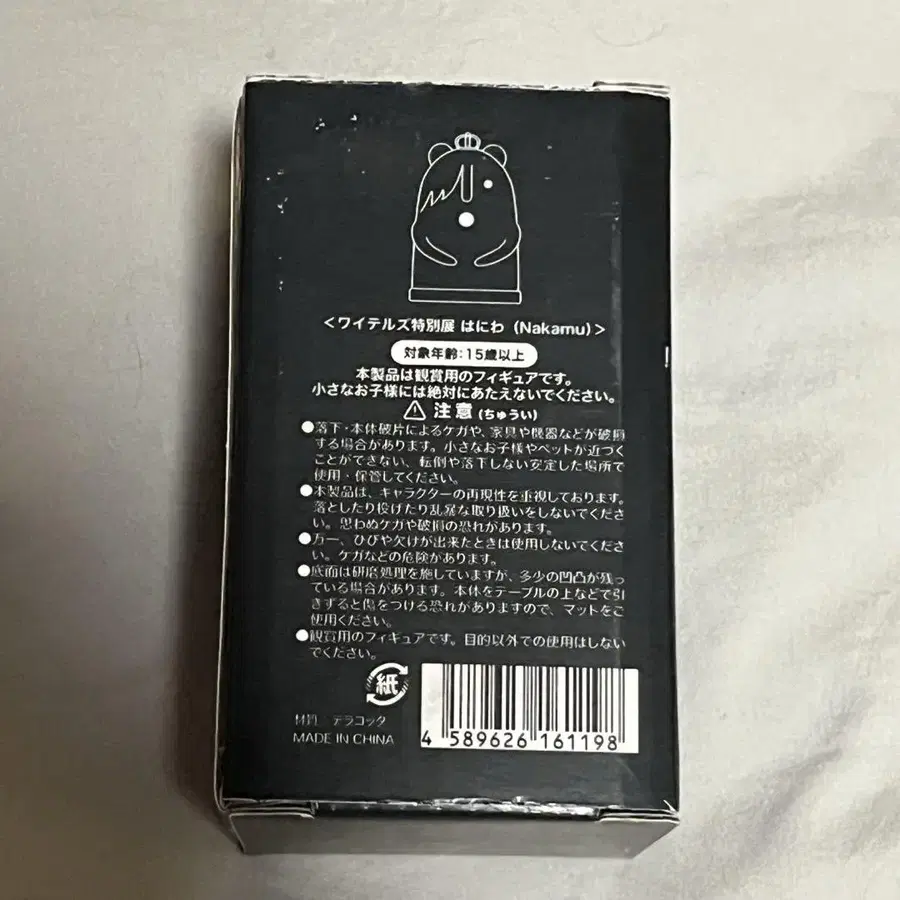 ＜ワイテルズ特別展 はにわ（Nakamu）＞
対象年齢：15歳以上
本製品は観賞用のフィギュアです。
小さなお子様には絶対にあたえないでください。
⚠ 注意（ちゅうい）
●落下・本体破片によるケガや、家具や機器などが破損
する場合があります。小さなお子様やペットが近づく
ことができない、転倒や落下しない安定した場所で
使用・保管してください。
●本製品は、キャラクターの再現性を重視しております。
落としたり投げたり乱暴な取り扱いをしないでくださ
い。思わぬケガや破損の恐れがあります。
●万一、ひびや欠けが出来たときは使用しないでくださ
い。ケガなどの危険があります。
●底面は研磨処理を施していますが、多少の凹凸が残っ
ている場合があります。本体をテーブルの上などで引
きずると傷をつける恐れがありますので、マットをご
使用ください。
●観賞用のフィギュアです。目的以外での使用はしない
でください。
紙
材質　テラコッタ
MADE IN CHINA
4 589626 161198